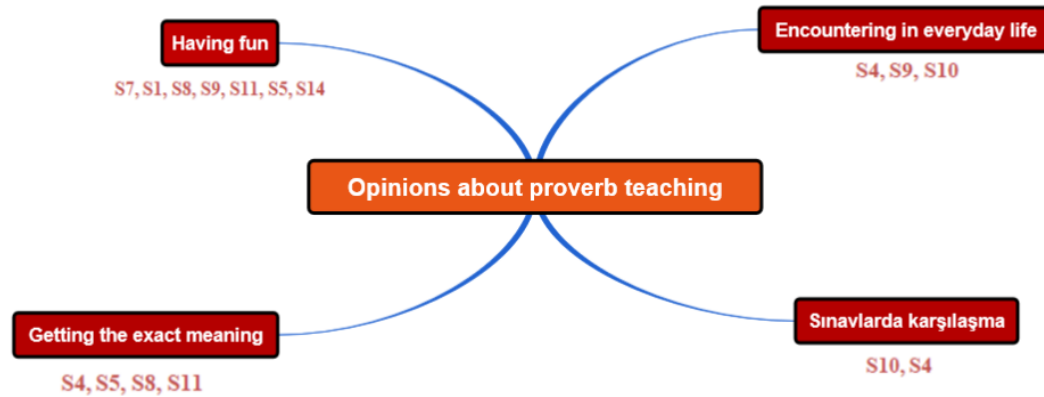 Having fun
S7, S1, S8, S9, S11, S5, S14
Encountering in everyday life
S4, S9, S10
Opinions about proverb teaching
Getting the exact meaning
S4, S5, S8, S11
Sınavlarda karşılaşma
S10, S4